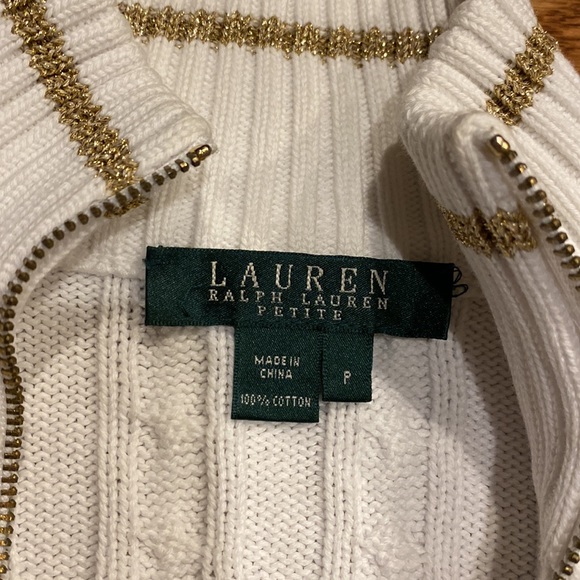 LAUREN
RALPH LAUREN
PETITE
MADE IN
CHINA
100% COTTON
P